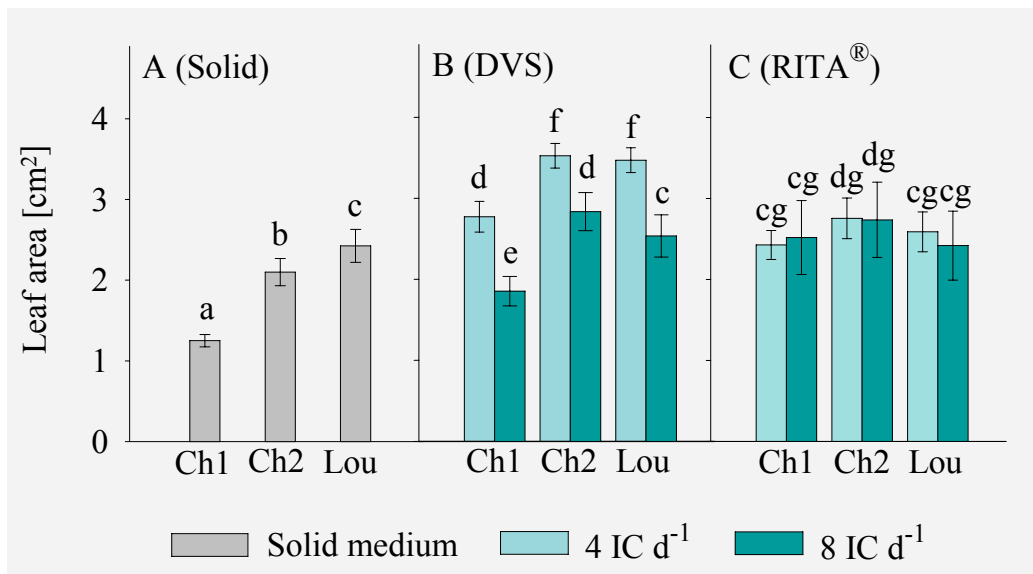 A (Solid)
B (DVS)
C (RITA®)
Leaf area [cm²]
4
3
2
1
0
a
b
c
d
e
f
d
f
c
cg
cg
dg
dg
cg
cg
Ch1
Ch2
Lou
Ch1
Ch2
Lou
Ch1
Ch2
Lou
Solid medium
4 IC d⁻¹
8 IC d⁻¹